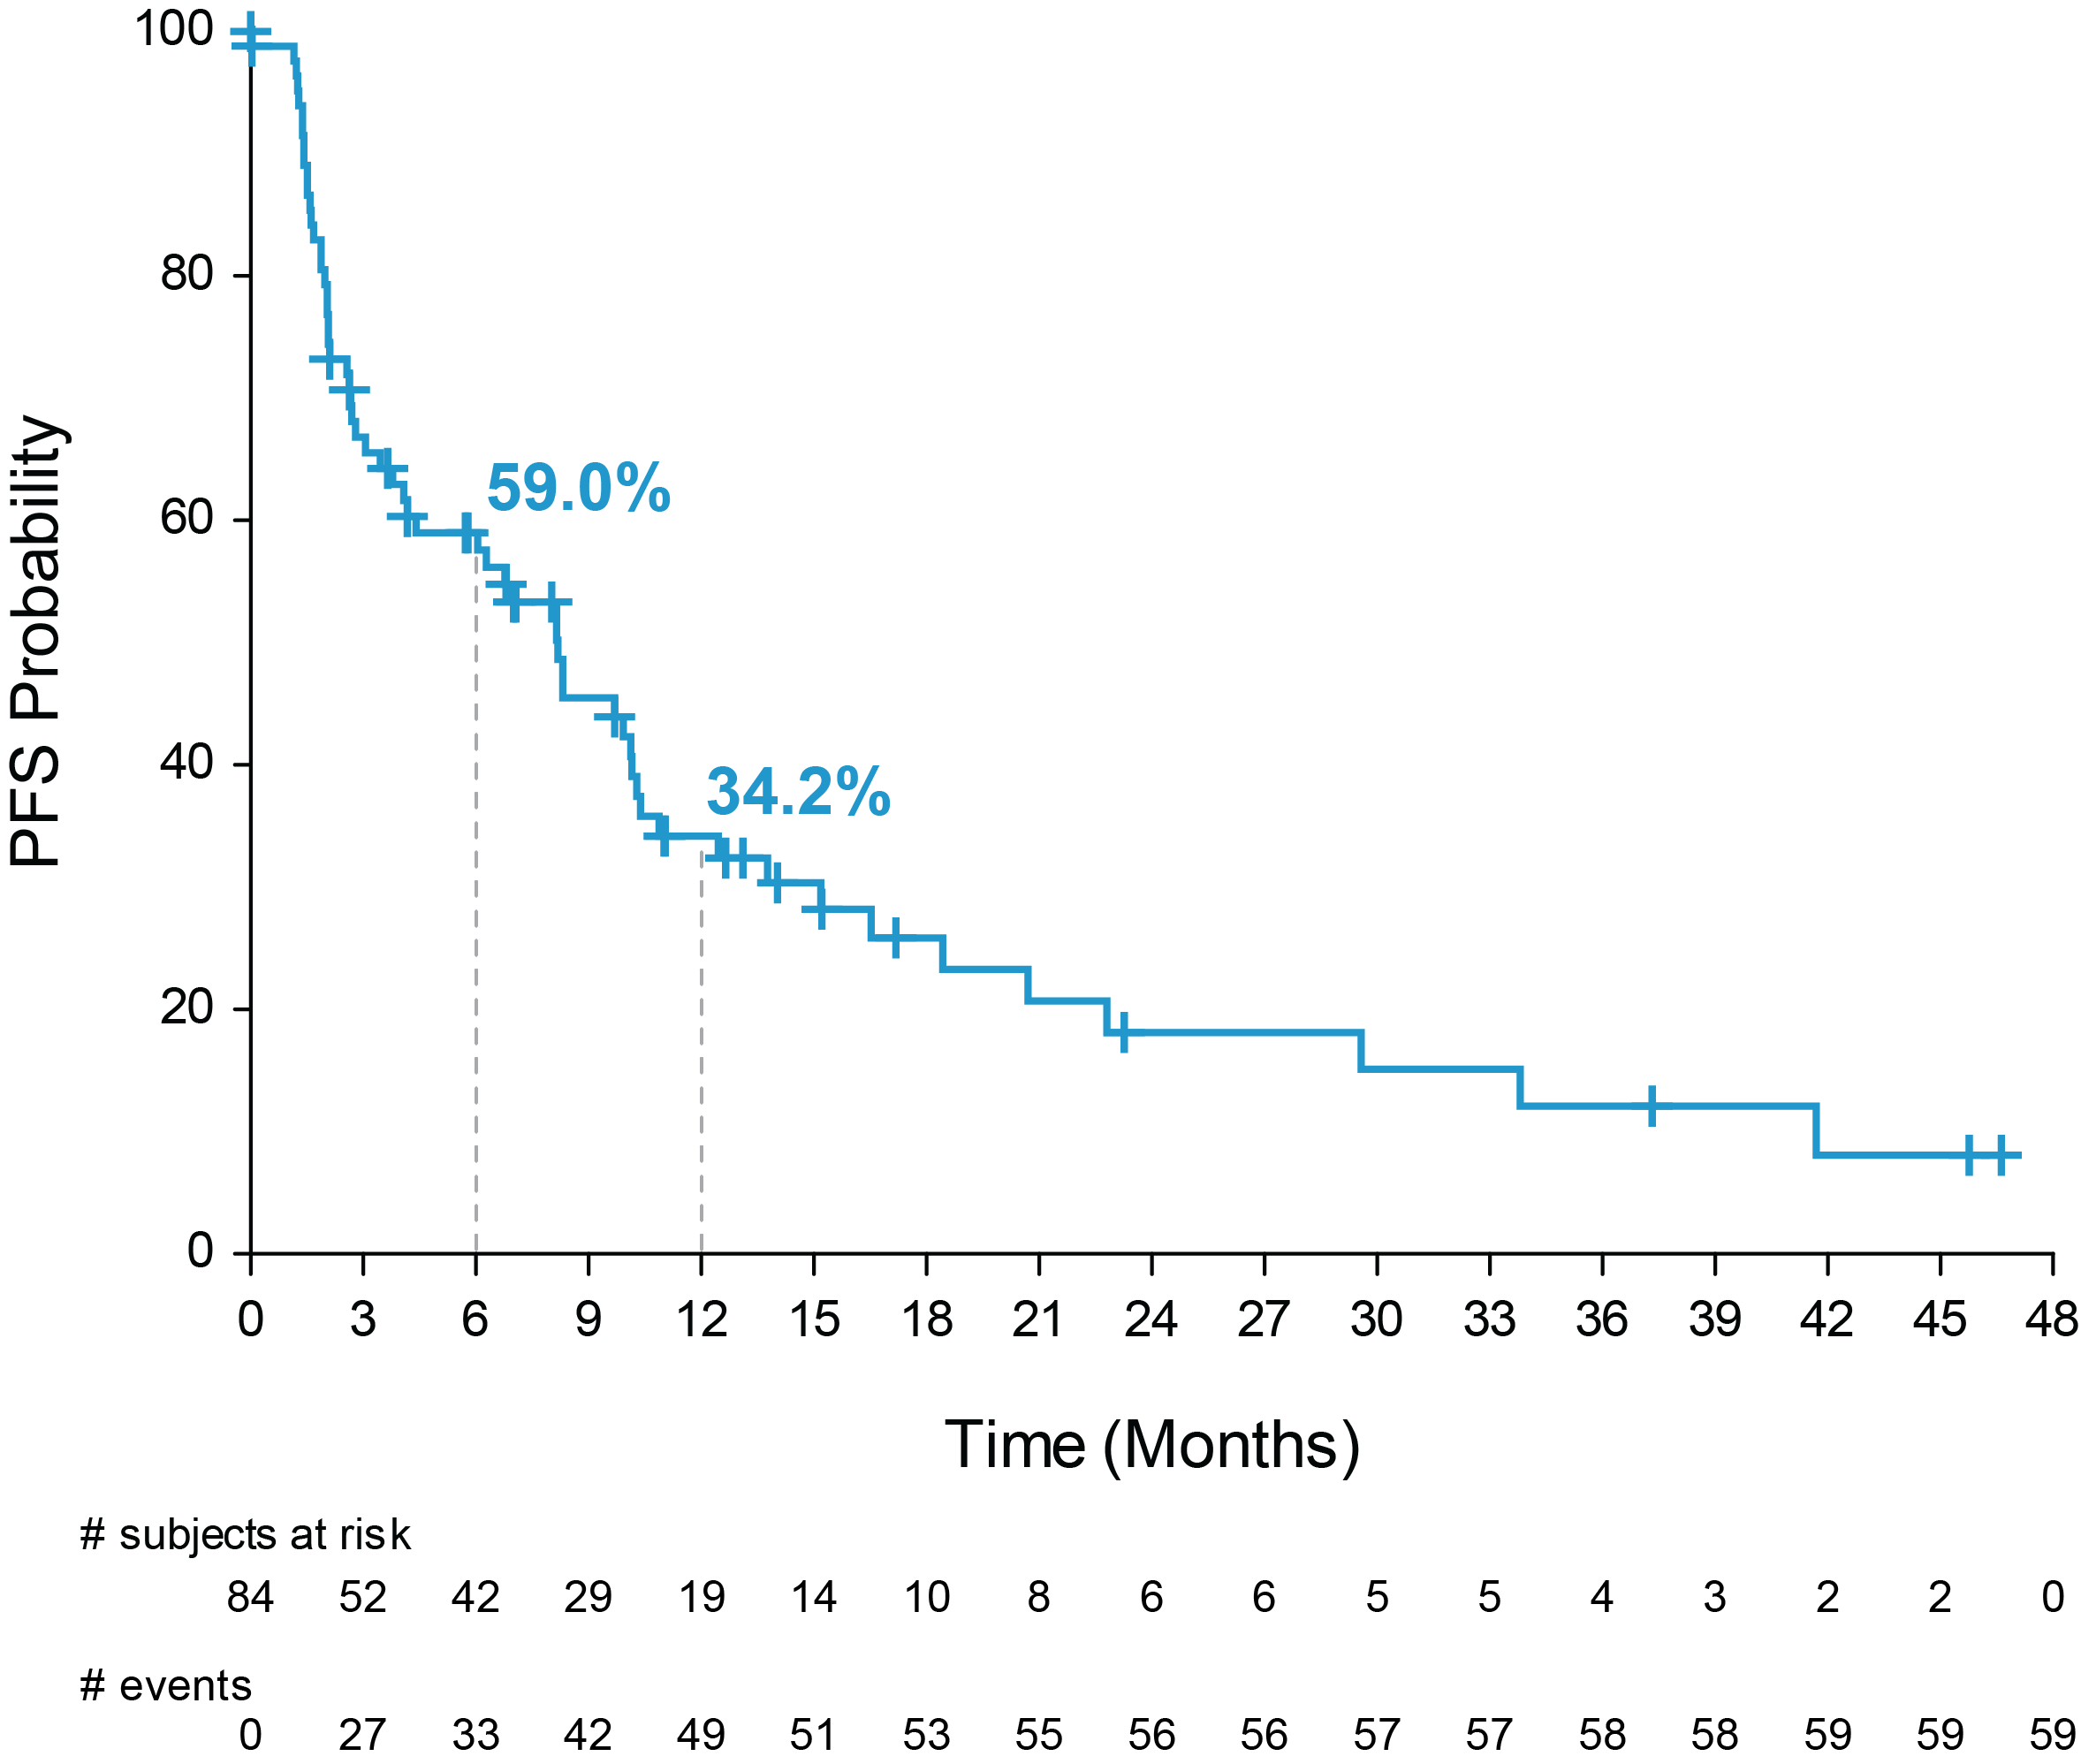 100
80
60
40
20
0
PFS Probability
59.0%
34.2%
0 3 6 9 12 15 18 21 24 27 30 33 36 39 42 45 48
Time (Months)
# subjects at risk
84 52 42 29 19 14 10 8 6 6 5 5 4 3 2 2 0
# events
0 27 33 42 49 51 53 55 56 56 57 57 58 58 59 59 59